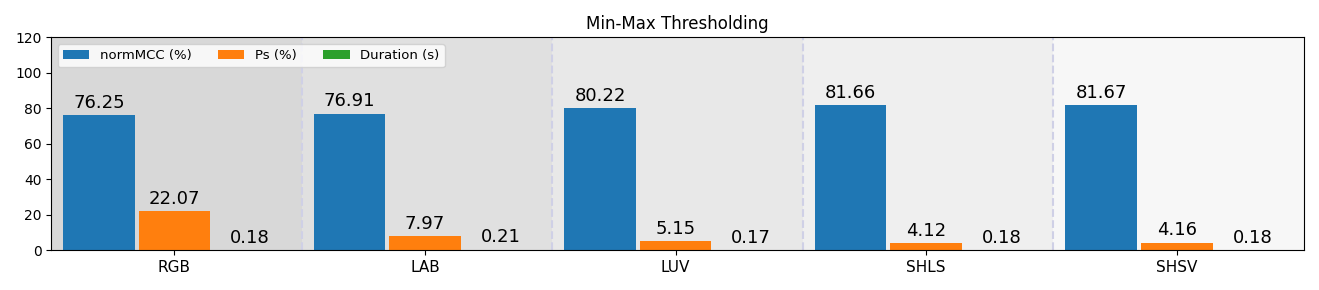 Min-Max Thresholding
120
100
80
60
40
20
0
normMCC (%) Ps (%) Duration (s)
76.25 22.07 0.18
76.91 7.97 0.21
80.22 5.15 0.17
81.66 4.12 0.18
81.67 4.16 0.18
RGB LAB LUV SHLS SHSV